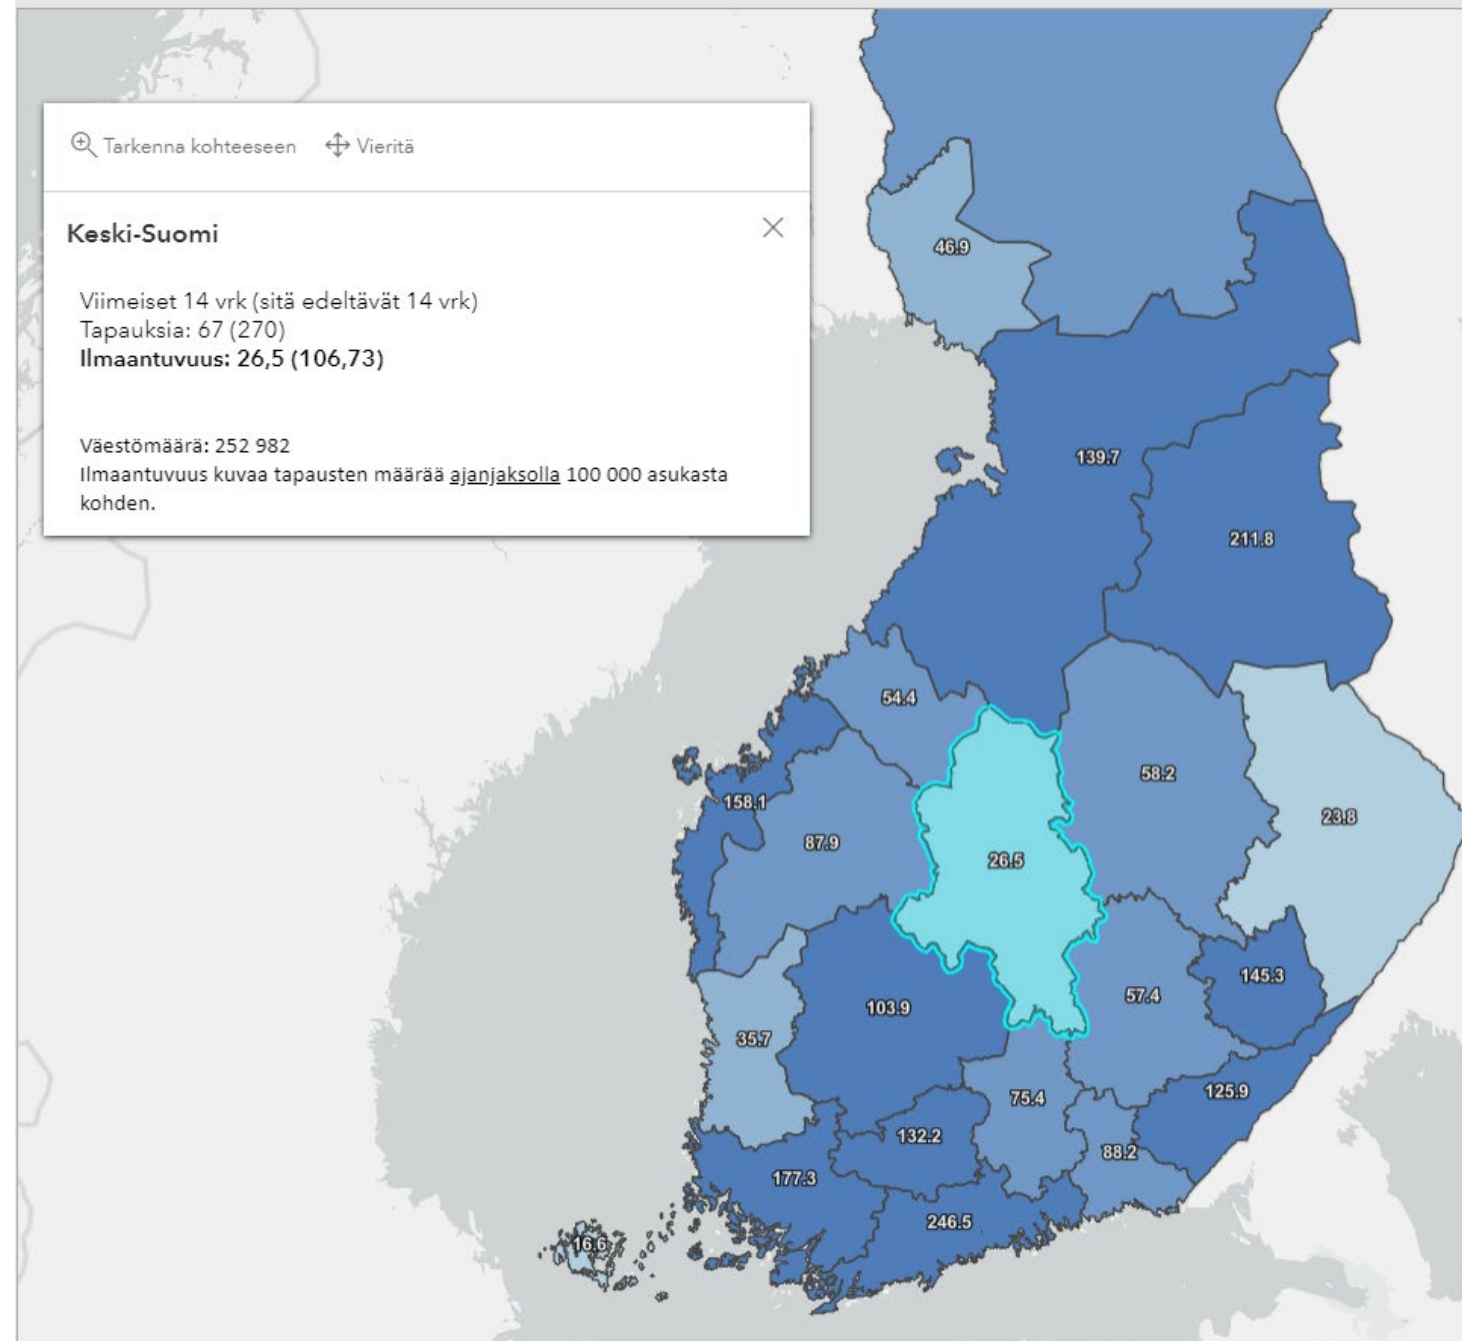 Tarkenna kohteeseen Vieritä
Keski-Suomi
Viimeiset 14 vrk (sitä edeltävät 14 vrk)
Tapauksia: 67 (270)
Ilmaantuvuus: 26,5 (106,73)
Väestömäärä: 252 982
Ilmaantuvuus kuvaa tapausten määrää ajanjaksolla 100 000 asukasta
kohden.
46.9
139.7
211.8
54.4
58.2
158.1
23.8
87.9
26.5
145.3
57.4
103.9
35.7
125.9
75.4
132.2
88.2
177.3
246.5
16.6